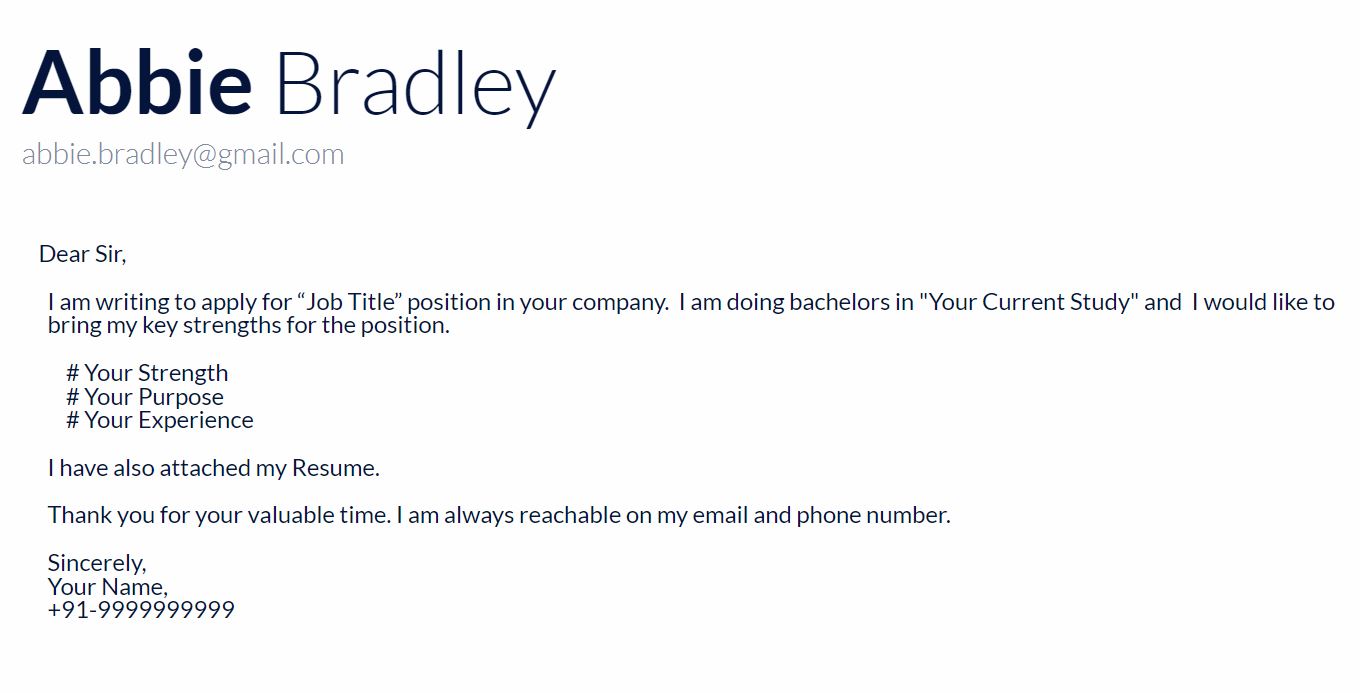 Abbie Bradley
abbie.bradley@gmail.com
Dear Sir,
I am writing to apply for “Job Title” position in your company.  I am doing bachelors in "Your Current Study" and  I would like to
bring my key strengths for the position.
# Your Strength
# Your Purpose
# Your Experience
I have also attached my Resume.
Thank you for your valuable time. I am always reachable on my email and phone number.
Sincerely,
Your Name,
+91-9999999999